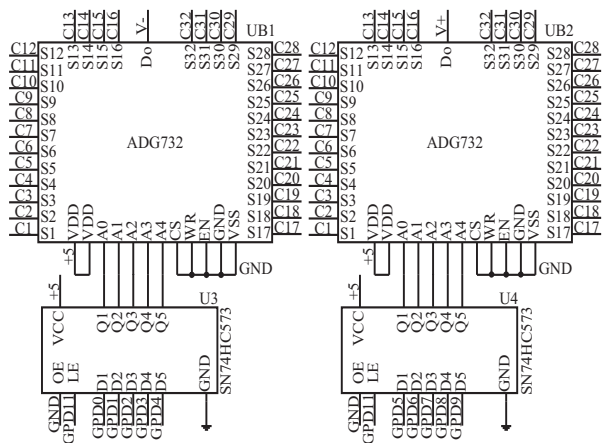 C13 C14 C15 C16 V- C32 C31 C30 C29 UB1
S13 S14 S15 S16 Do S32 S31 S30 S29
C12 S12 S28 C28
C11 S11 S27 C27
C10 S10 S26 C26
C9 S9 S25 C25
C8 S8 S24 C24
C7 S7 ADG732 S23 C23
C6 S6 S22 C22
C5 S5 S21 C21
C4 S4 S20 C20
C3 S3 S19 C19
C2 S2 S18 C18
C1 S1 S17 C17
VDD VDD A0 A1 A2 A3 A4 CS WR EN GND VSS
+5 GND
+5 U3
VCC Q1 Q2 Q3 Q4 Q5 SN74HC573
OE LE D1 D2 D3 D4 D5 GND
GND GPD11 GPD0 GPD1 GPD2 GPD3 GPD4
C13 C14 C15 C16 V+ C32 C31 C30 C29 UB2
S13 S14 S15 S16 Do S32 S31 S30 S29
C12 S12 S28 C28
C11 S11 S27 C27
C10 S10 S26 C26
C9 S9 S25 C25
C8 S8 S24 C24
C7 S7 ADG732 S23 C23
C6 S6 S22 C22
C5 S5 S21 C21
C4 S4 S20 C20
C3 S3 S19 C19
C2 S2 S18 C18
C1 S1 S17 C17
VDD VDD A0 A1 A2 A3 A4 CS WR EN GND VSS
+5 GND
+5 U4
VCC Q1 Q2 Q3 Q4 Q5 SN74HC573
OE LE D1 D2 D3 D4 D5 GND
GND GPD11 GPD5 GPD6 GPD7 GPD8 GPD9